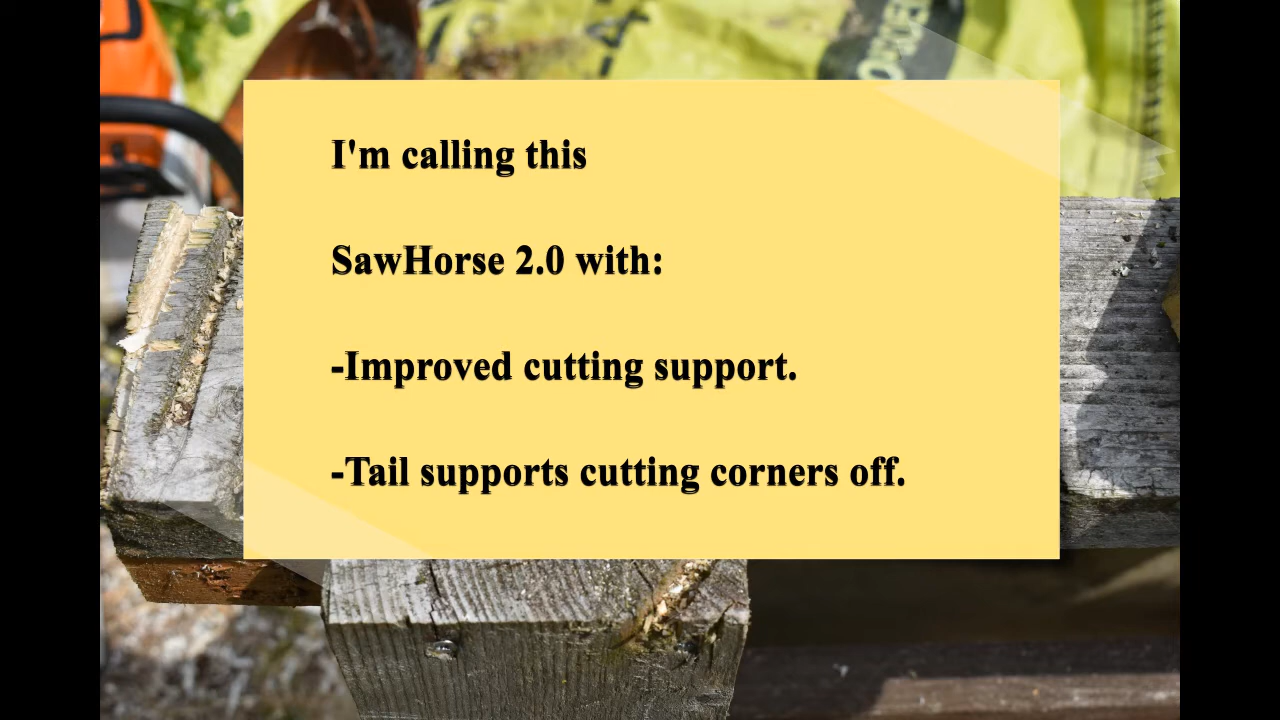 I'm calling this
SawHorse 2.0 with:
-Improved cutting support.
-Tail supports cutting corners off.